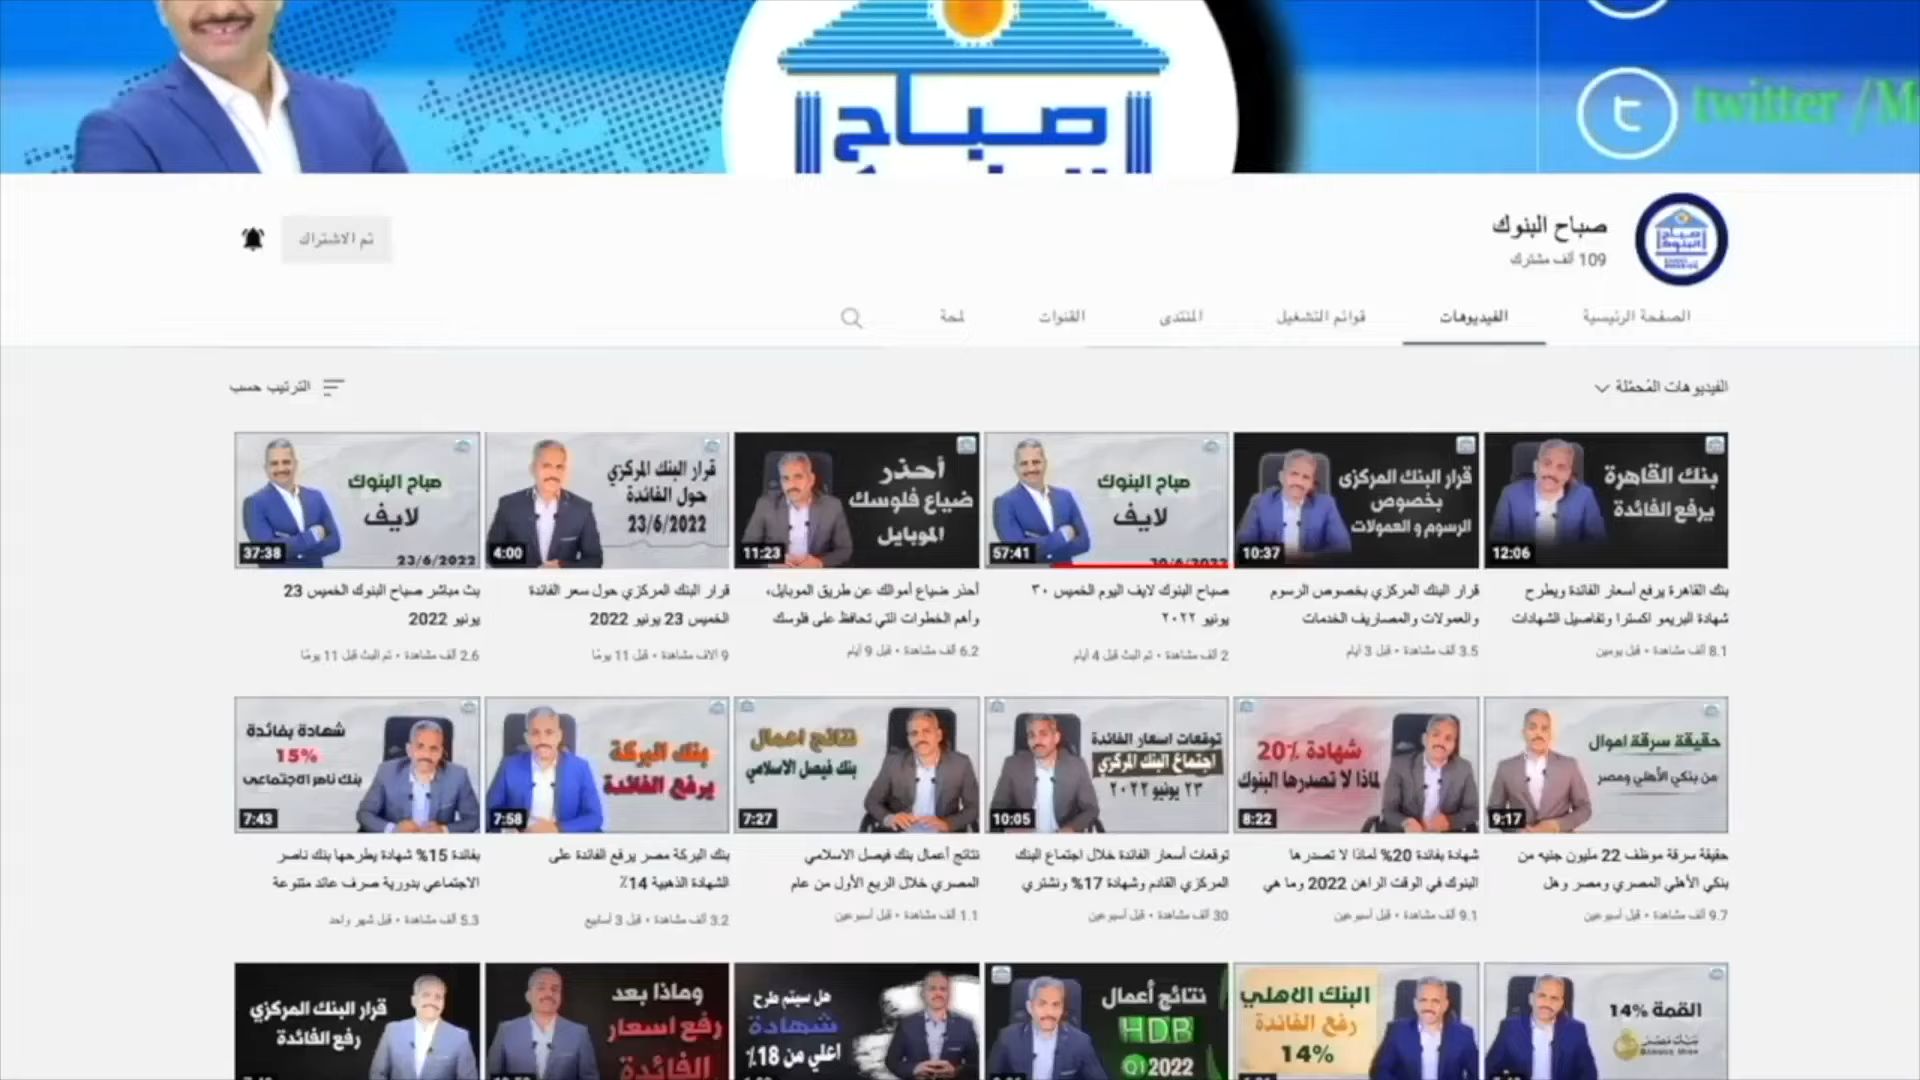 صباح
twitter /M
صباح البنوك
109 ألف مشترك
تم الاشتراك
الصفحة الرئيسية
الفيديوهات
قوائم التشغيل
المنتدى
القنوات
لمحة
الفيديوهات المُحمّلة
الترتيب حسب
بنك القاهرة
يرفع الفائدة
12:06
بنك القاهرة يرفع أسعار الفائدة ويطرح
شهادة البريمو اكسترا وتفاصيل الشهادات
8.1 ألف مشاهدة • قبل يومين
قرار البنك المركزى
بخصوص
الرسوم و العمولات
10:37
قرار البنك المركزي بخصوص الرسوم
والعمولات والمصاريف الخدمات
3.5 ألف مشاهدة • قبل 3 أيام
صباح البنوك
لايف
30/6/2022
57:41
صباح البنوك لايف اليوم الخميس ٣٠
يونيو ٢٠٢٢
2 ألف مشاهدة • تم البث قبل 4 أيام
أحذر
ضياع فلوسك
الموبايل
11:23
أحذر ضياع أموالك عن طريق الموبايل،
وأهم الخطوات التي تحافظ على فلوسك
6.2 ألف مشاهدة • قبل 9 أيام
قرار البنك المركزي
حول الفائدة
23/6/2022
4:00
قرار البنك المركزي حول سعر الفائدة
الخميس 23 يونيو 2022
9 آلاف مشاهدة • قبل 11 يومًا
صباح البنوك
لايف
23/6/2022
37:38
بث مباشر صباح البنوك الخميس 23
يونيو 2022
2.6 ألف مشاهدة • تم البث قبل 11 يومًا
حقيقة سرقة اموال
من بنكي الأهلي ومصر
9:17
حقيقة سرقة موظف 22 مليون جنيه من
بنكي الأهلي المصري ومصر وهل
9.7 ألف مشاهدة • قبل أسبوعين
شهادة 20٪
لماذا لا تصدرها البنوك
8:22
شهادة بفائدة 20% لماذا لا تصدرها
البنوك في الوقت الراهن 2022 وما هي
9.1 ألف مشاهدة • قبل أسبوعين
توقعات اسعار الفائدة
اجتماع البنك المركزي
٢٣ يونيو ٢٠٢٢
10:05
توقعات أسعار الفائدة خلال اجتماع البنك
المركزي القادم وشهادة 17% ونشتري
30 ألف مشاهدة • قبل أسبوعين
نتائج اعمال
بنك فيصل الاسلامي
7:27
نتائج أعمال بنك فيصل الاسلامي
المصري خلال الربع الأول من عام
1.1 ألف مشاهدة • قبل أسبوعين
بنك البركة
يرفع الفائدة
7:58
بنك البركة مصر يرفع الفائدة على
الشهادة الذهبية 14٪
3.2 ألف مشاهدة • قبل 3 أسابيع
شهادة بفائدة
15%
بنك ناصر الاجتماعى
7:43
بفائدة 15% شهادة يطرحها بنك ناصر
الاجتماعي بدورية صرف عائد متنوعة
5.3 ألف مشاهدة • قبل شهر واحد
القمة 14%
بنك مصر
البنك الاهلي
رفع الفائدة
14%
نتائج أعمال
HDB
Q1 2022
هل سيتم طرح
شهادة
اعلي من 18٪
وماذا بعد
رفع اسعار
الفائدة
قرار البنك المركزي
رفع الفائدة